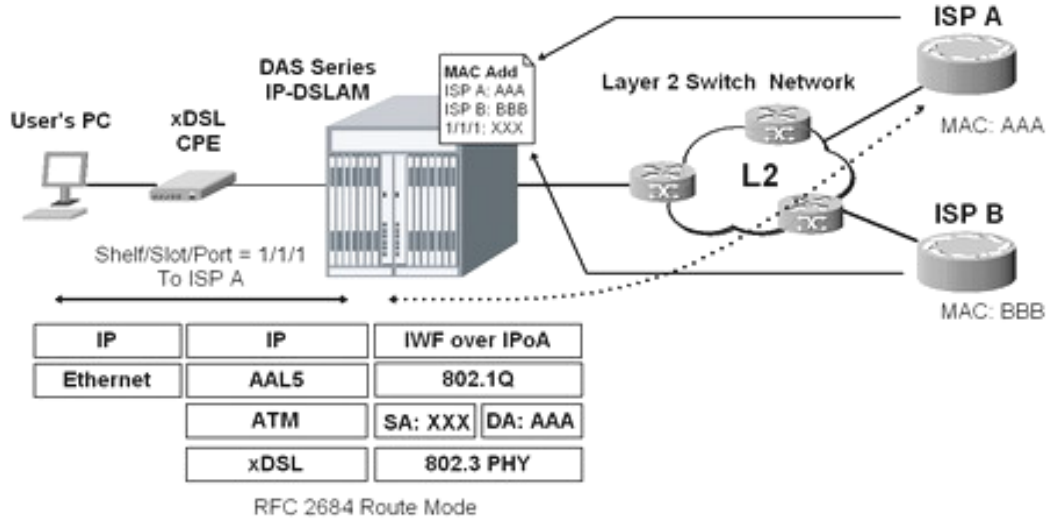 ISP A
DAS Series
IP-DSLAM
MAC Add
ISP A: AAA
ISP B: BBB
1/1/1: XXX
Layer 2 Switch Network
User's PC
xDSL
CPE
MAC: AAA
L2
ISP B
Shelf/Slot/Port = 1/1/1
To ISP A
MAC: BBB
IP
IP
IWF over IPoA
Ethernet
AAL5
802.1Q
ATM
SA: XXX
DA: AAA
xDSL
802.3 PHY
RFC 2684 Route Mode